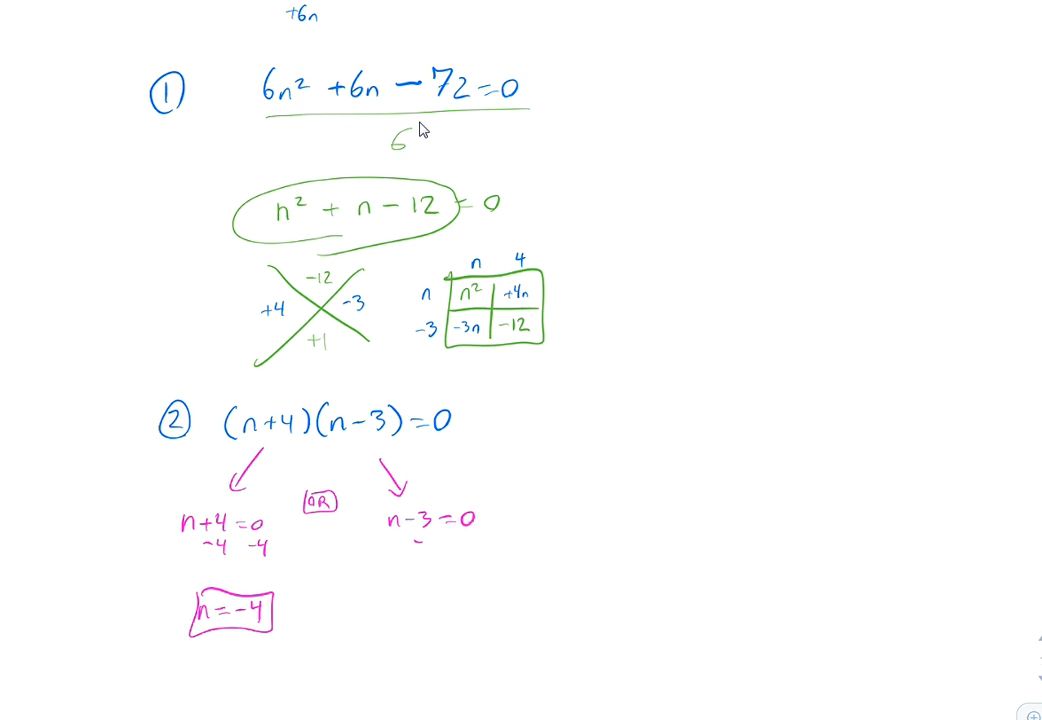 +6n
① 6n² +6n − 72 = 0
6
n² + n − 12 = 0
n 4
−12
n n² +4n
+4 −3
−3 −3n −12
+1
② (n+4)(n−3) = 0
OR
n+4 = 0 n−3 = 0
−4 −4 −
n = −4